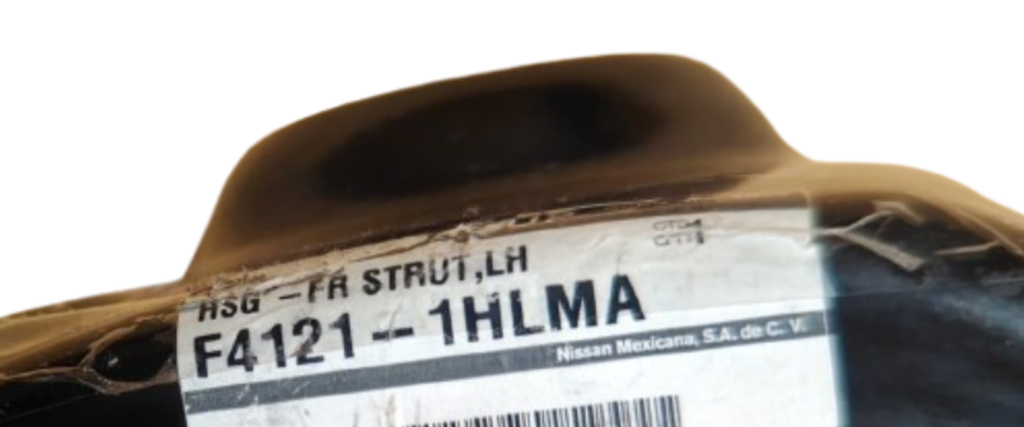 HSG -FR STRUT,LH
F4121-1HLMA
Nissan Mexicana, S.A. de C. V.